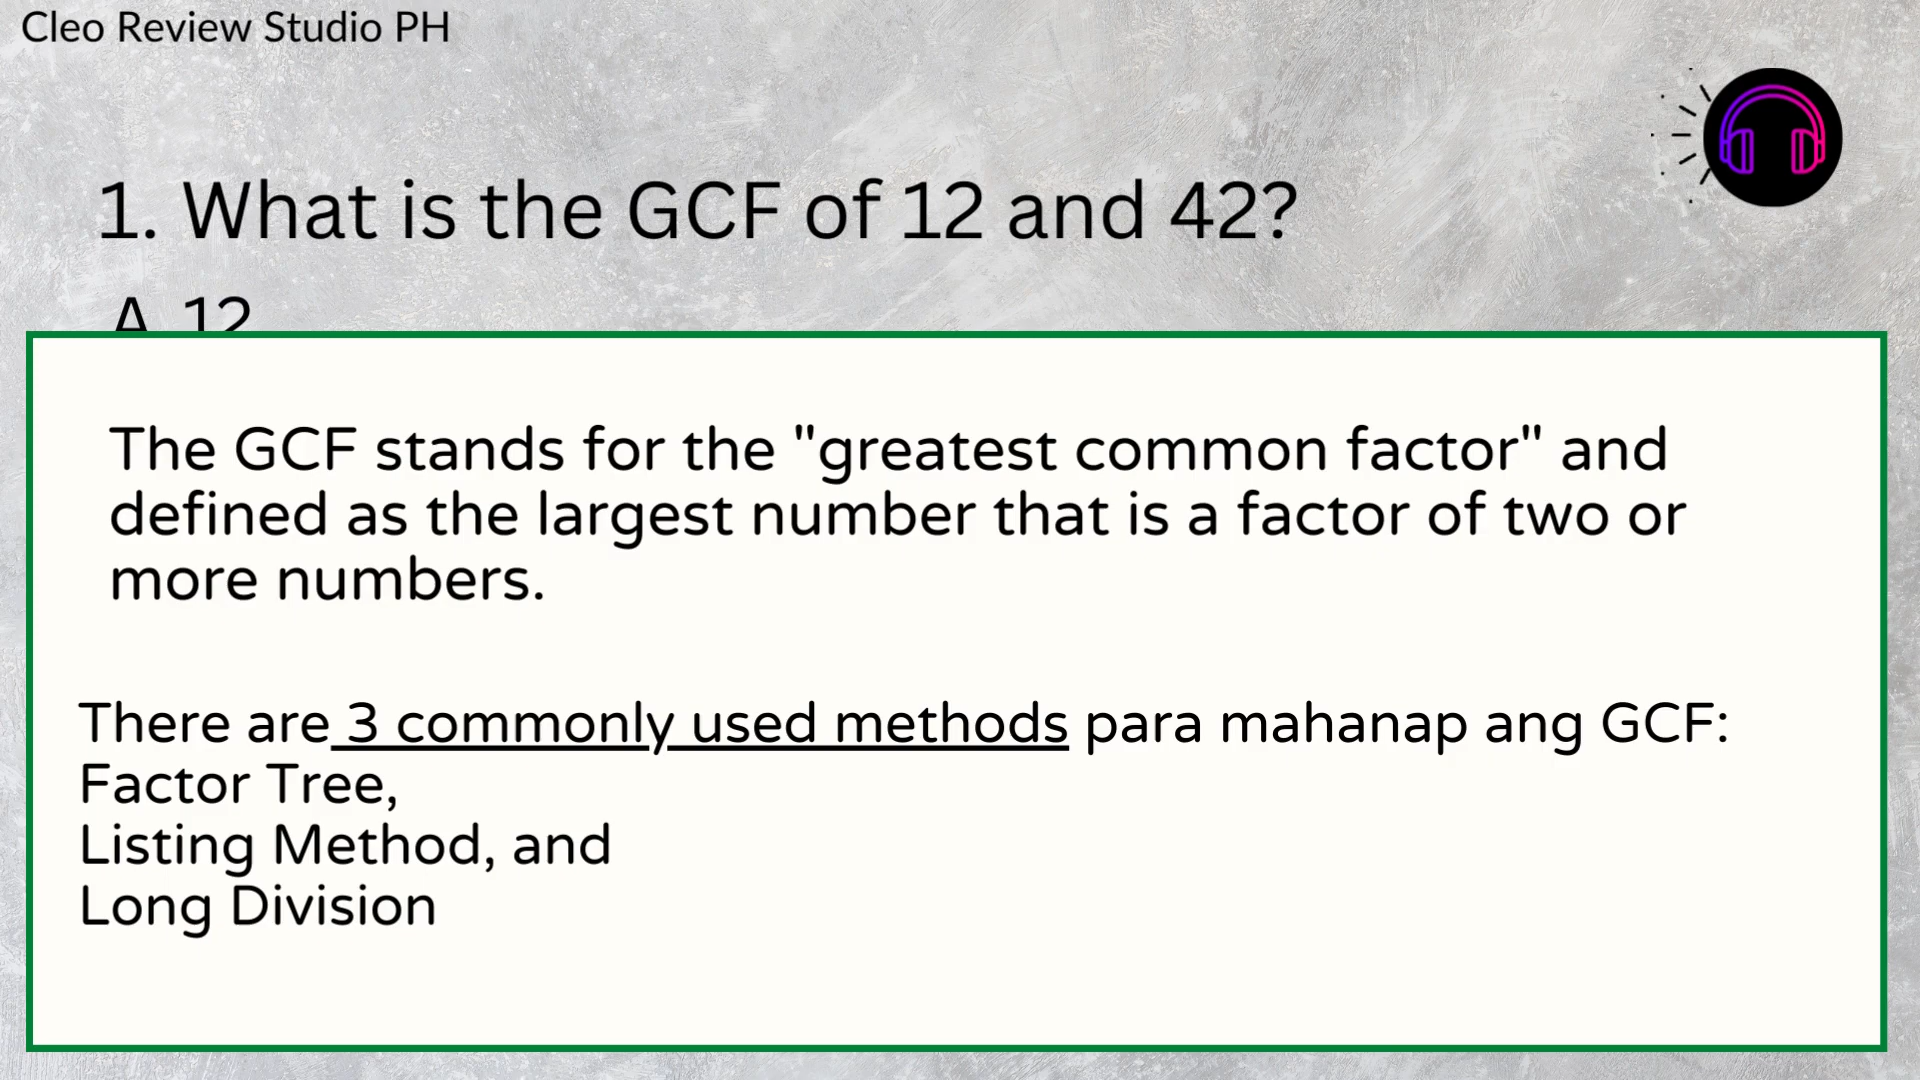 Cleo Review Studio PH
1. What is the GCF of 12 and 42?
A. 12
The GCF stands for the "greatest common factor" and
defined as the largest number that is a factor of two or
more numbers.
There are 3 commonly used methods para mahanap ang GCF:
Factor Tree,
Listing Method, and
Long Division